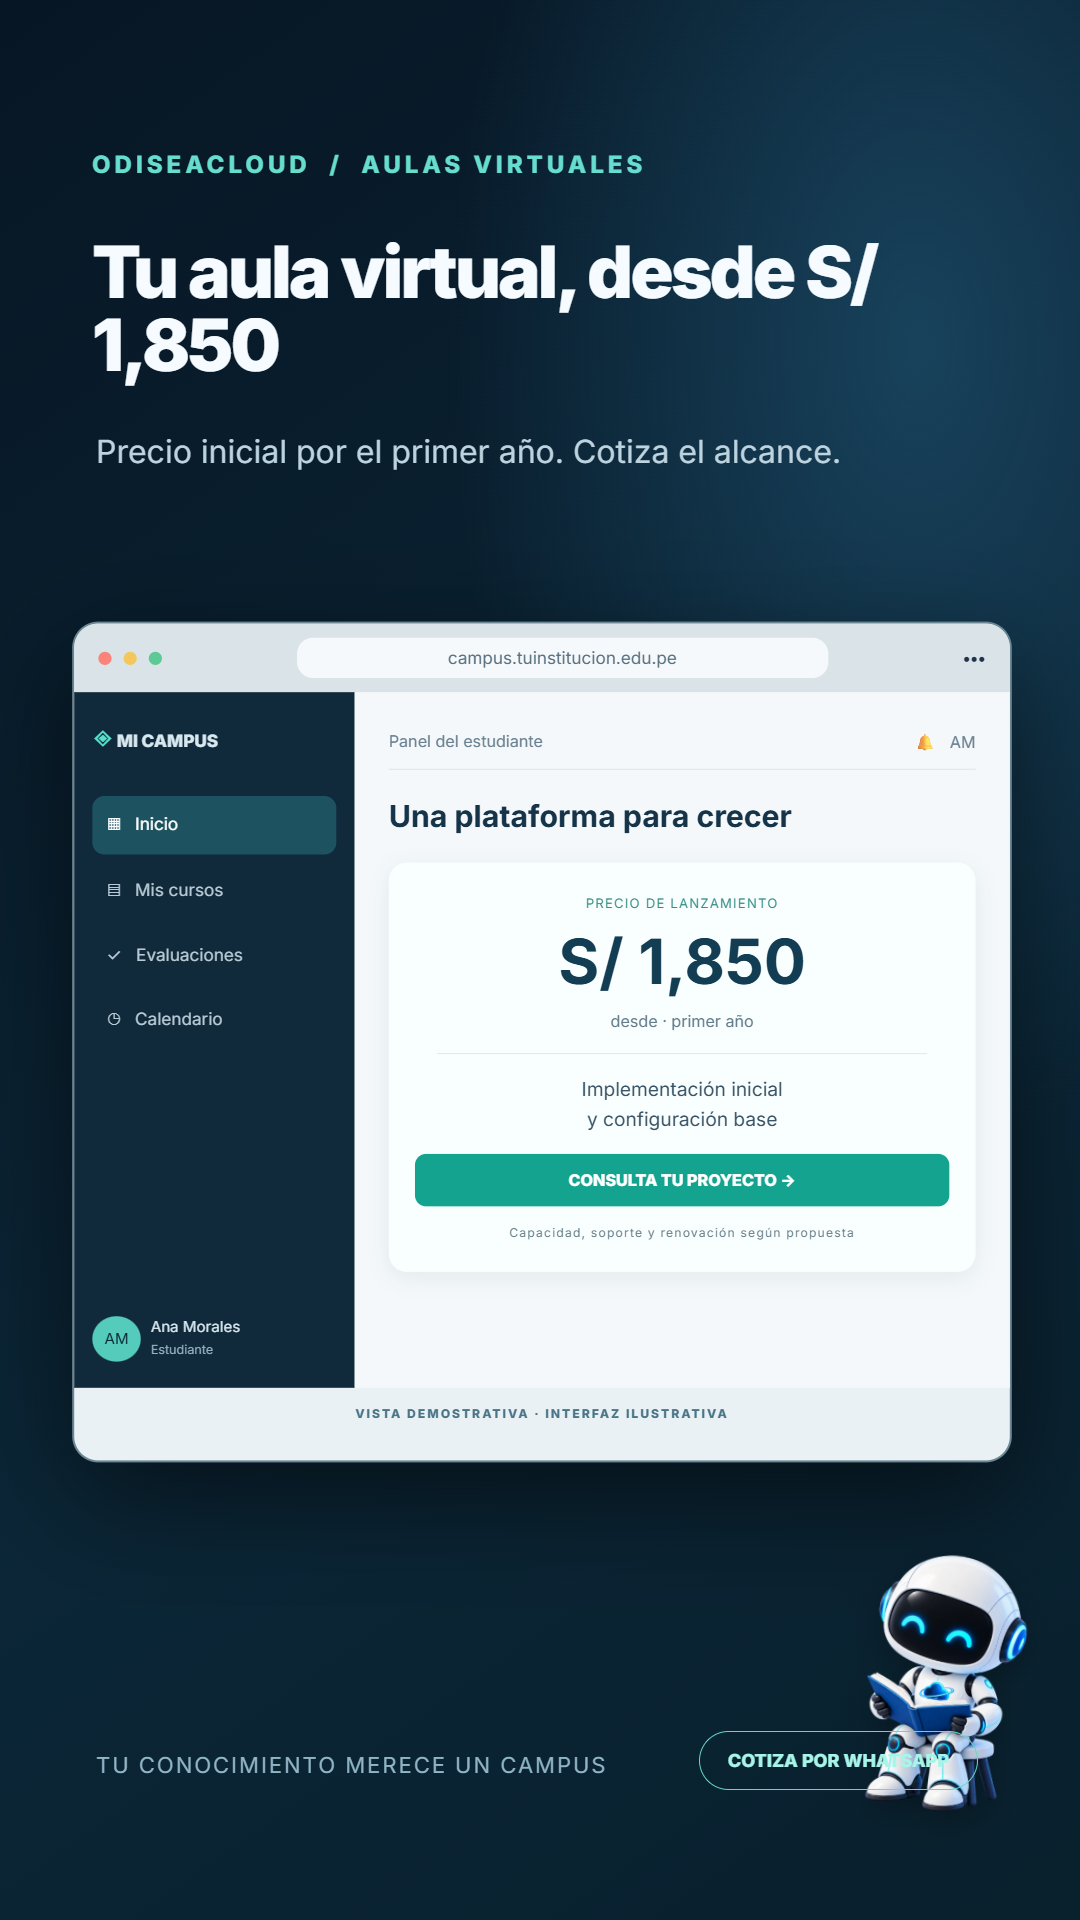 ODISEACLOUD / AULAS VIRTUALES
Tu aula virtual, desde S/
1,850
Precio inicial por el primer año. Cotiza el alcance.
campus.tuinstitucion.edu.pe
MI CAMPUS
Inicio
Mis cursos
Evaluaciones
Calendario
AM
Ana Morales
Estudiante
Panel del estudiante
AM
Una plataforma para crecer
PRECIO DE LANZAMIENTO
S/ 1,850
desde · primer año
Implementación inicial
y configuración base
CONSULTA TU PROYECTO →
Capacidad, soporte y renovación según propuesta
VISTA DEMOSTRATIVA · INTERFAZ ILUSTRATIVA
TU CONOCIMIENTO MERECE UN CAMPUS
COTIZA POR WHATSAPP